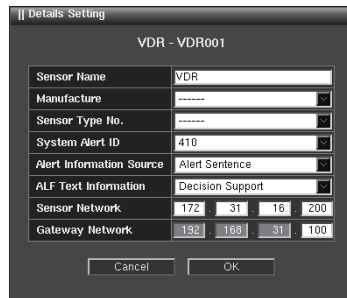 || Details Setting
VDR - VDR001
Sensor Name VDR
Manufacture ------
Sensor Type No. ------
System Alert ID 410
Alert Information Source Alert Sentence
ALF Text Information Decision Support
Sensor Network 172 . 31 . 16 . 200
Gateway Network 192 . 168 . 31 . 100
Cancel OK